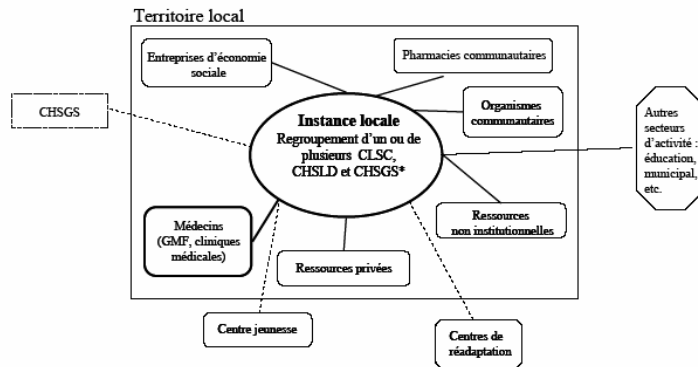 Territoire local
Entreprises d'économie
sociale
Pharmacies communautaires
CHSGS
Organismes
communautaires
Autres
secteurs
d'activité :
éducation,
municipal,
etc.
Instance locale
Regroupement d'un ou de
plusieurs CLSC,
CHSLD et CHSGS*
Médecins
(GMF, cliniques
médicales)
Ressources
non institutionnelles
Ressources privées
Centre jeunesse
Centres de
réadaptation